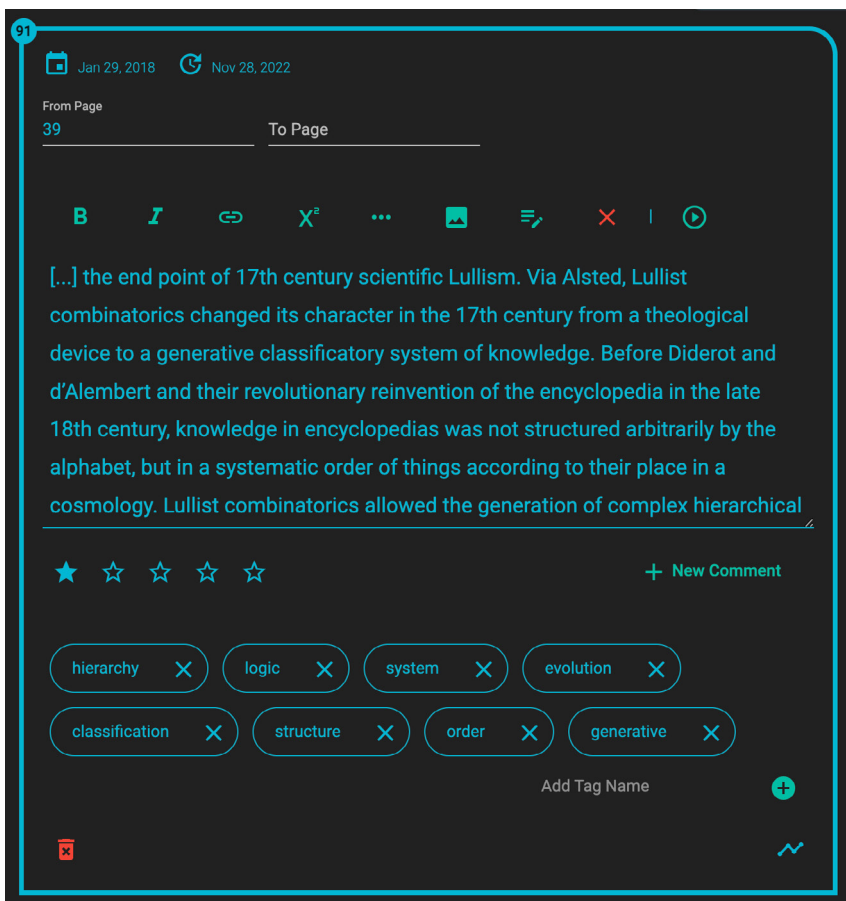 91
Jan 29, 2018 Nov 28, 2022
From Page
39 To Page
B I X² ... |
[...] the end point of 17th century scientific Lullism. Via Alsted, Lullist
combinatorics changed its character in the 17th century from a theological
device to a generative classificatory system of knowledge. Before Diderot and
d’Alembert and their revolutionary reinvention of the encyclopedia in the late
18th century, knowledge in encyclopedias was not structured arbitrarily by the
alphabet, but in a systematic order of things according to their place in a
cosmology. Lullist combinatorics allowed the generation of complex hierarchical
+ New Comment
hierarchy logic system evolution
classification structure order generative
Add Tag Name